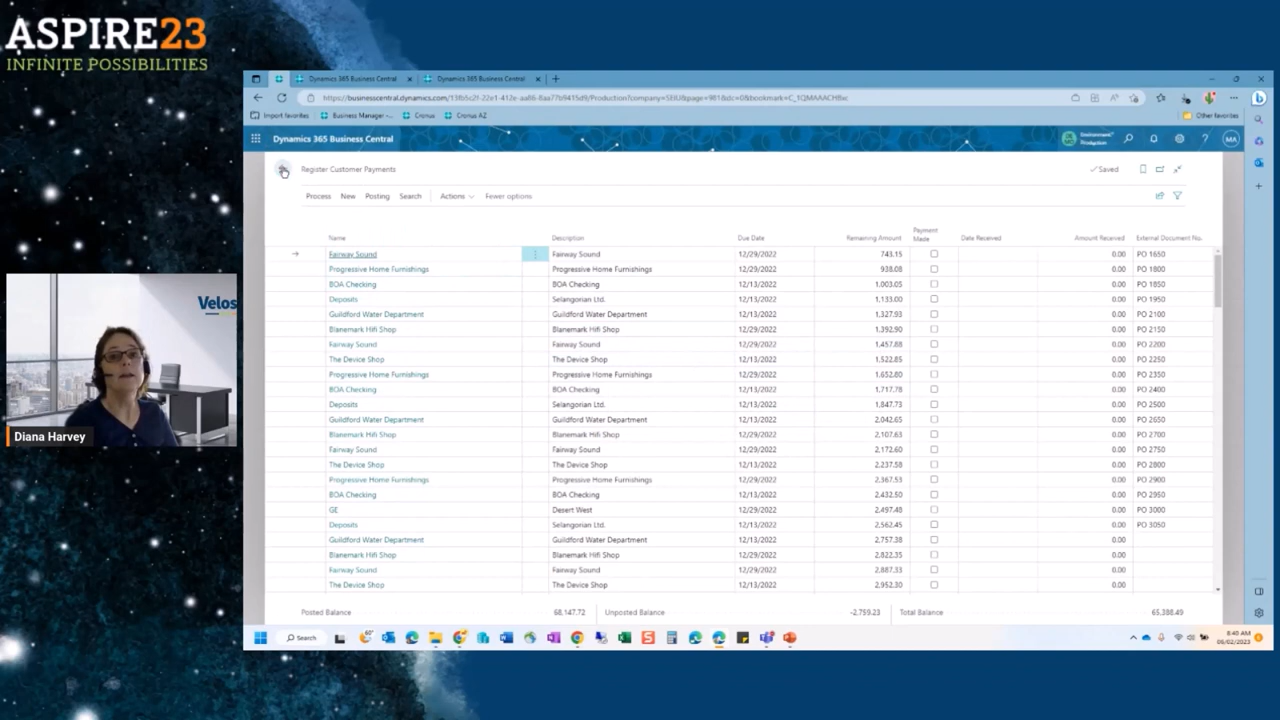 ASPIRE23
INFINITE POSSIBILITIES
Dynamics 365 Business Central Dynamics 365 Business Central
Import favorites Business Manager -... Cronus Cronus AZ Other favorites
Dynamics 365 Business Central Environment: Production MA
Register Customer Payments Saved
Process New Posting Search Actions Fewer options
Name Description Due Date Remaining Amount Payment Made Date Received Amount Received External Document No.
Fairway Sound Fairway Sound 12/29/2022 743.15 0.00 PO 1650
Progressive Home Furnishings Progressive Home Furnishings 12/29/2022 938.08 0.00 PO 1800
BOA Checking BOA Checking 12/13/2022 1,003.05 0.00 PO 1850
Deposits Selangorian Ltd. 12/13/2022 1,133.00 0.00 PO 1950
Guildford Water Department Guildford Water Department 12/13/2022 1,327.93 0.00 PO 2100
Blanemark Hifi Shop Blanemark Hifi Shop 12/29/2022 1,392.90 0.00 PO 2150
Fairway Sound Fairway Sound 12/29/2022 1,457.88 0.00 PO 2200
The Device Shop The Device Shop 12/13/2022 1,522.85 0.00 PO 2250
Progressive Home Furnishings Progressive Home Furnishings 12/29/2022 1,652.80 0.00 PO 2350
BOA Checking BOA Checking 12/13/2022 1,717.78 0.00 PO 2400
Deposits Selangorian Ltd. 12/13/2022 1,847.73 0.00 PO 2500
Guildford Water Department Guildford Water Department 12/13/2022 2,042.65 0.00 PO 2650
Blanemark Hifi Shop Blanemark Hifi Shop 12/29/2022 2,107.63 0.00 PO 2700
Fairway Sound Fairway Sound 12/29/2022 2,172.60 0.00 PO 2750
The Device Shop The Device Shop 12/13/2022 2,237.58 0.00 PO 2800
Progressive Home Furnishings Progressive Home Furnishings 12/29/2022 2,367.53 0.00 PO 2900
BOA Checking BOA Checking 12/13/2022 2,432.50 0.00 PO 2950
GE Desert West 12/29/2022 2,497.48 0.00 PO 3000
Deposits Selangorian Ltd. 12/13/2022 2,562.45 0.00 PO 3050
Guildford Water Department Guildford Water Department 12/13/2022 2,757.38 0.00
Blanemark Hifi Shop Blanemark Hifi Shop 12/29/2022 2,822.35 0.00
Fairway Sound Fairway Sound 12/29/2022 2,887.33 0.00
The Device Shop The Device Shop 12/13/2022 2,952.30 0.00
Posted Balance 68,147.72 Unposted Balance -2,759.23 Total Balance 65,388.49
Search 60° 8:40 AM
06/02/2023
Velos
Diana Harvey